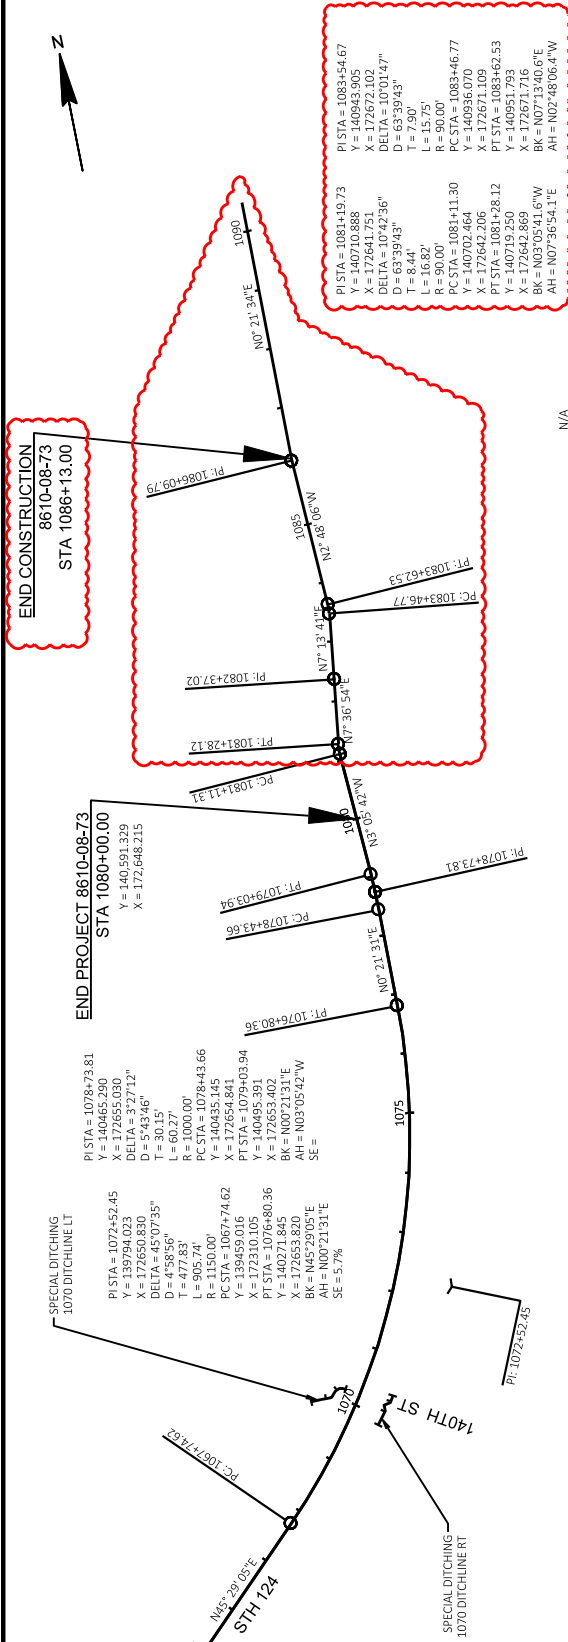 N
PI STA = 1081+19.73
Y = 140710.888
X = 172641.751
DELTA = 10°42'36"
D = 63°39'43"
T = 8.44'
L = 16.82'
R = 90.00'
PC STA = 1081+11.30
Y = 140702.464
X = 172642.206
PT STA = 1081+28.12
Y = 140719.250
X = 172642.869
BK = N03°05'41.6"W
AH = N07°36'54.1"E
PI STA = 1083+54.67
Y = 140943.905
X = 172672.102
DELTA = 10°01'47"
D = 63°39'43"
T = 7.90'
L = 15.75'
R = 90.00'
PC STA = 1083+46.77
Y = 140936.070
X = 172671.109
PT STA = 1083+62.53
Y = 140951.793
X = 172671.716
BK = N07°13'40.6"E
AH = N02°48'06.4"W
N/A
END CONSTRUCTION
8610-08-73
STA 1086+13.00
1090
N0° 21' 34"E
PI: 1086+09.79
1085
N2° 48' 06"W
PT: 1083+62.53
PC: 1083+46.77
N7° 13' 41"E
PI: 1082+37.02
N7° 36' 54"E
PT: 1081+28.12
PC: 1081+11.31
END PROJECT 8610-08-73
STA 1080+00.00
Y = 140,591.329
X = 172,648.215
1080
N3° 05' 42"W
PT: 1079+03.94
PI: 1078+73.81
PC: 1078+43.66
N0° 21' 31"E
PT: 1076+80.36
1075
PI STA = 1072+52.45
Y = 139794.023
X = 172650.830
DELTA = 45°07'35"
D = 4°58'56"
T = 477.83'
L = 905.74'
R = 1150.00'
PC STA = 1067+74.62
Y = 139459.016
X = 172310.105
PT STA = 1076+80.36
Y = 140271.845
X = 172653.820
BK = N45°29'05"E
AH = N00°21'31"E
SE = 5.7%
PI STA = 1078+73.81
Y = 140465.290
X = 172655.030
DELTA = 3°27'12"
D = 5°43'46"
T = 30.15'
L = 60.27'
R = 1000.00'
PC STA = 1078+43.66
Y = 140435.145
X = 172654.841
PT STA = 1079+03.94
Y = 140495.391
X = 172653.402
BK = N00°21'31"E
AH = N03°05'42"W
SE =
SPECIAL DITCHING
1070 DITCHLINE LT
PI: 1072+52.45
1070
140TH ST
PC: 1067+74.62
SPECIAL DITCHING
1070 DITCHLINE RT
N45° 29' 05"E
STH 124